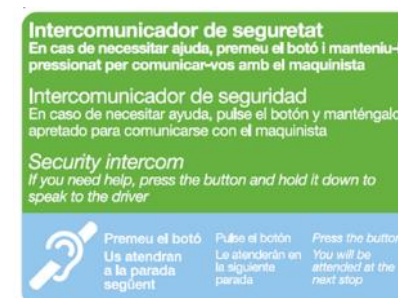 Intercomunicador de seguretat
En cas de necessitar ajuda, premeu el botó i manteniu-
pressionat per comunicar-vos amb el maquinista
Intercomunicador de seguridad
En caso de necesitar ayuda, pulse el botón y manténgalo
apretado para comunicarse con el maquinista
Security intercom
If you need help, press the button and hold it down to
speak to the driver
Premeu el botó
Us atendran
a la parada
següent
Pulse el botón
Le atenderán en
la siguiente
parada
Press the button
You will be
attended at the
next stop